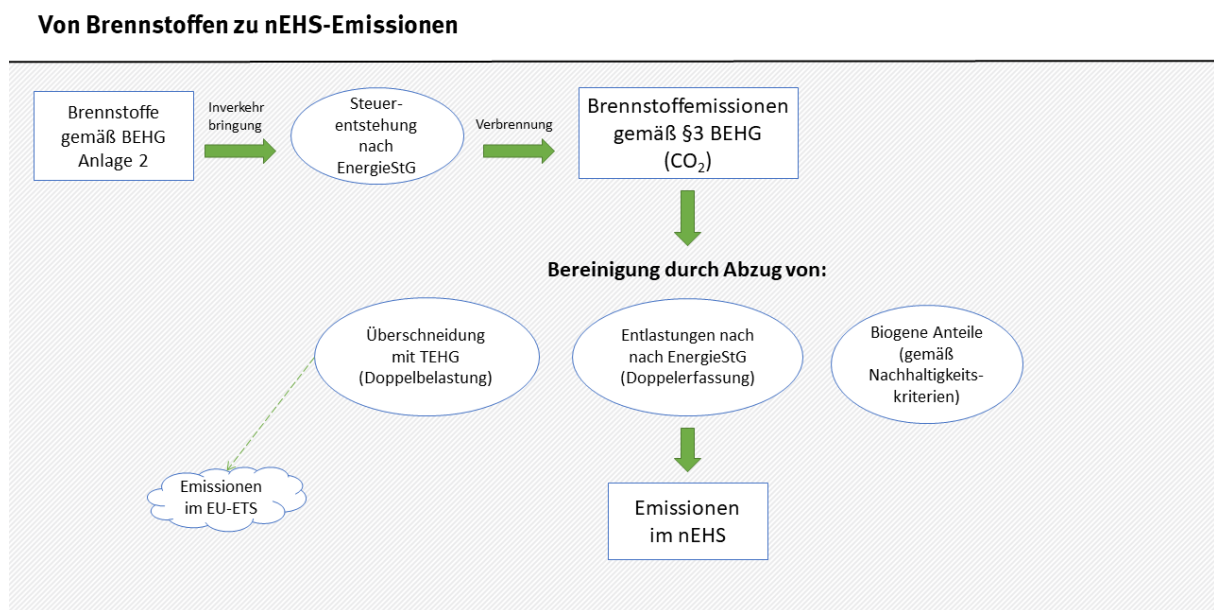 Von Brennstoffen zu nEHS-Emissionen
Brennstoffe
gemäß BEHG
Anlage 2
Inverkehr
bringung
Steuer-
entstehung
nach
EnergieStG
Verbrennung
Brennstoffemissionen
gemäß §3 BEHG
(CO₂)
Bereinigung durch Abzug von:
Überschneidung
mit TEHG
(Doppelbelastung)
Entlastungen nach
nach EnergieStG
(Doppelerfassung)
Biogene Anteile
(gemäß
Nachhaltigkeits-
kriterien)
Emissionen
im EU-ETS
Emissionen
im nEHS